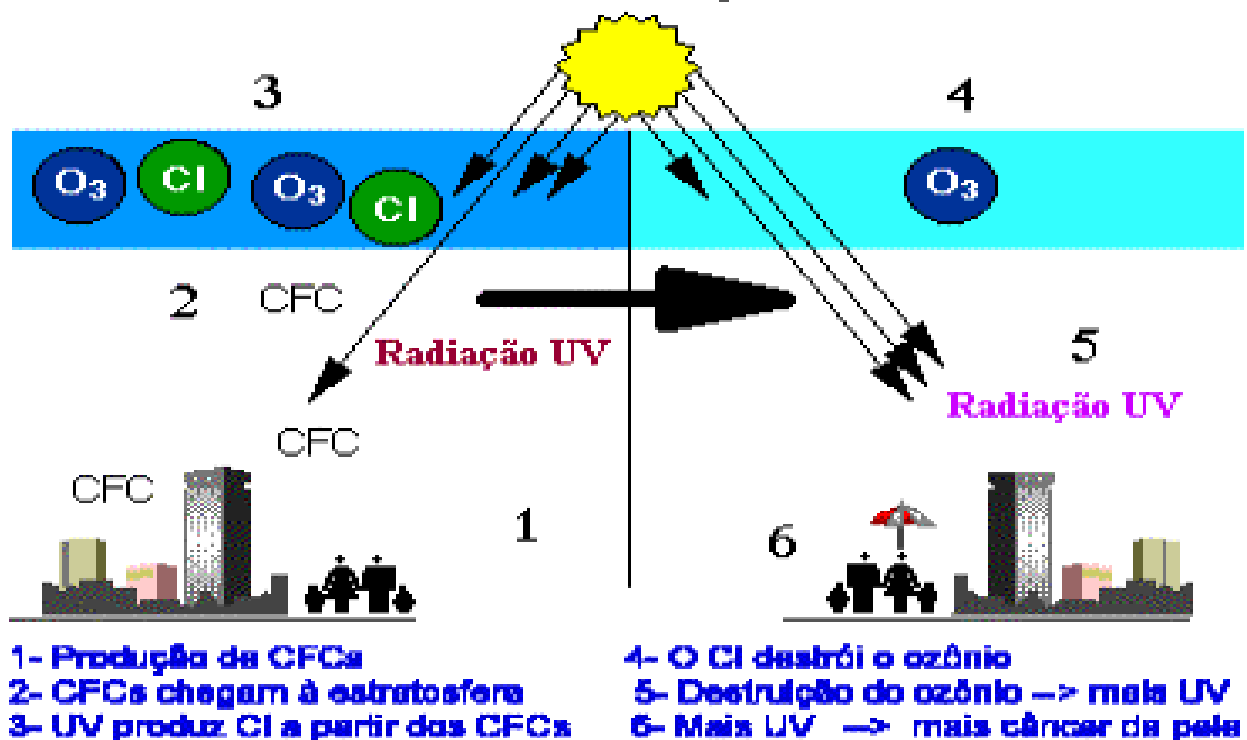 3
4
O3 Cl O3 Cl
O3
2 CFC
Radiação UV
5
Radiação UV
CFC
CFC
1
6
1- Produção de CFCs
2- CFCs chegam à estratosfera
3- UV produz Cl a partir dos CFCs
4- O Cl destrói o ozônio
5- Destruição do ozônio --> mais UV
6- Mais UV --> mais câncer de pele